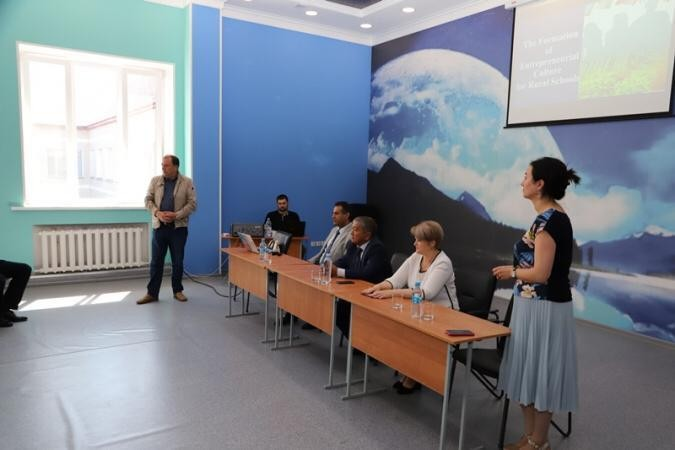 The Formation
of
Entrepreneurial
Culture
for Rural Schools